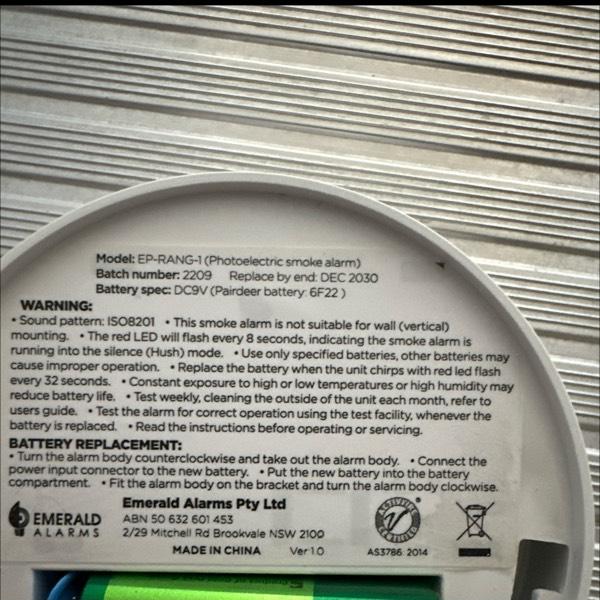 Model: EP-RANG-1 (Photoelectric smoke alarm)
Batch number: 2209 Replace by end: DEC 2030
Battery spec: DC9V (Pairdeer battery: 6F22 )
WARNING:
• Sound pattern: ISO8201 • This smoke alarm is not suitable for wall (vertical)
mounting. • The red LED will flash every 8 seconds, indicating the smoke alarm is
running into the silence (Hush) mode. • Use only specified batteries, other batteries may
cause improper operation. • Replace the battery when the unit chirps with red led flash
every 32 seconds. • Constant exposure to high or low temperatures or high humidity may
reduce battery life. • Test weekly, cleaning the outside of the unit each month, refer to
users guide. • Test the alarm for correct operation using the test facility, whenever the
battery is replaced. • Read the instructions before operating or servicing.
BATTERY REPLACEMENT:
• Turn the alarm body counterclockwise and take out the alarm body. • Connect the
power input connector to the new battery. • Put the new battery into the battery
compartment. • Fit the alarm body on the bracket and turn the alarm body clockwise.
EMERALD
ALARMS
Emerald Alarms Pty Ltd
ABN 50 632 601 453
2/29 Mitchell Rd Brookvale NSW 2100
MADE IN CHINA Ver 1.0
AS3786: 2014